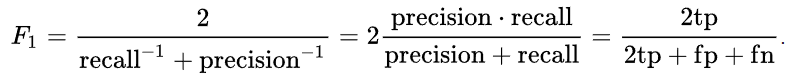 F₁ = 2 / (recall⁻¹ + precision⁻¹) = 2 (precision · recall) / (precision + recall) = 2tp / (2tp + fp + fn).